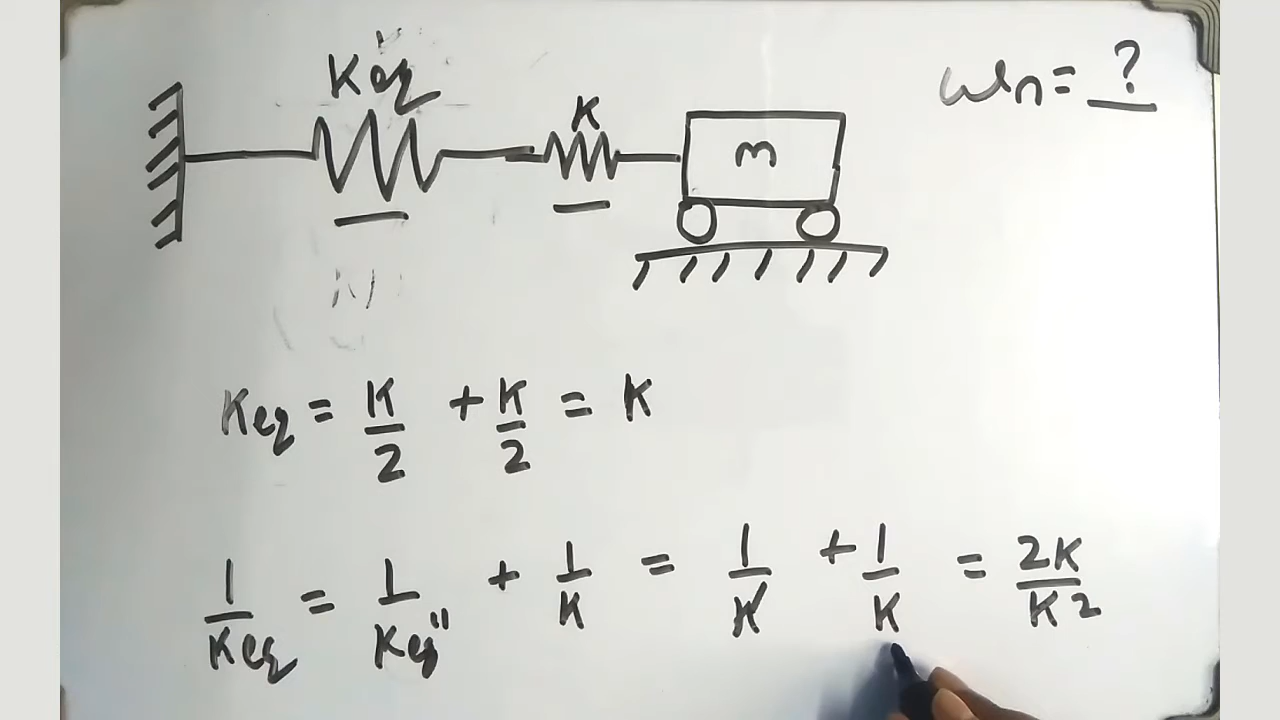 Keq
K
m
ωn = ?
Keq = K/2 + K/2 = K
1/Keq = 1/Keq" + 1/K = 1/K + 1/K = 2K/K²